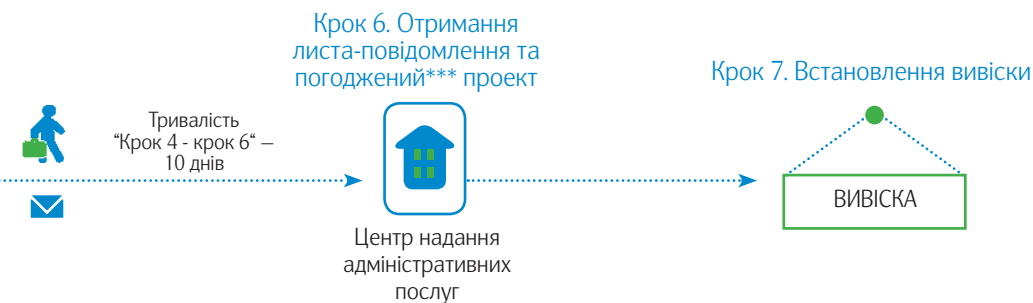 Крок 6. Отримання
листа-повідомлення та
погоджений*** проект
Крок 7. Встановлення вивіски
Тривалість
“Крок 4 - крок 6“ –
10 днів
ВИВІСКА
Центр надання
адміністративних
послуг